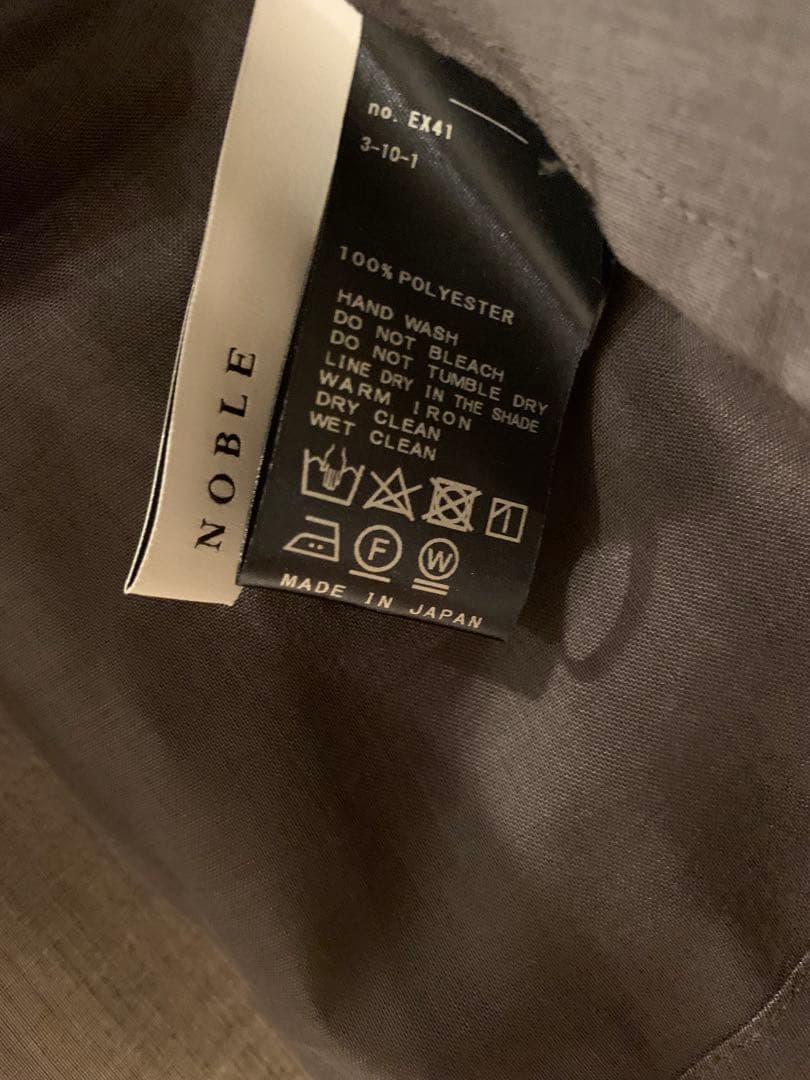 NOBLE
no. EX41
3-10-1
100% POLYESTER
HAND WASH
DO NOT BLEACH
DO NOT TUMBLE DRY
LINE DRY IN THE SHADE
WARM IRON
DRY CLEAN
WET CLEAN
F W
MADE IN JAPAN